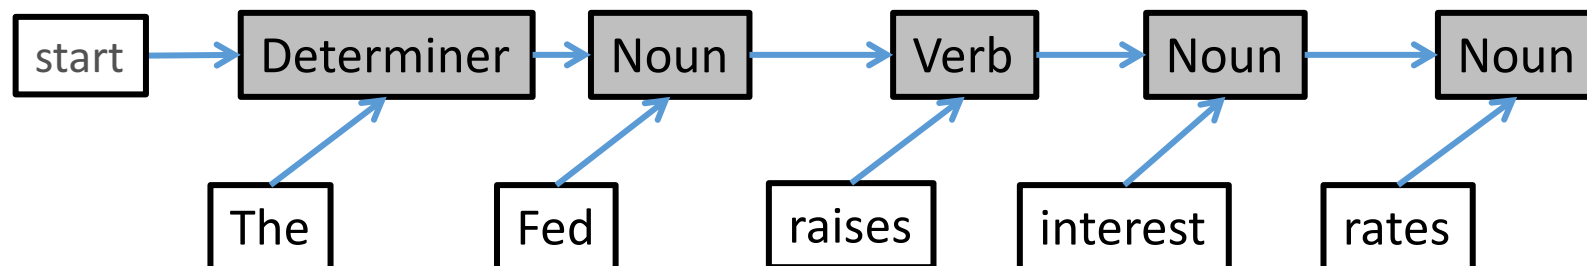 start Determiner Noun Verb Noun Noun
The Fed raises interest rates